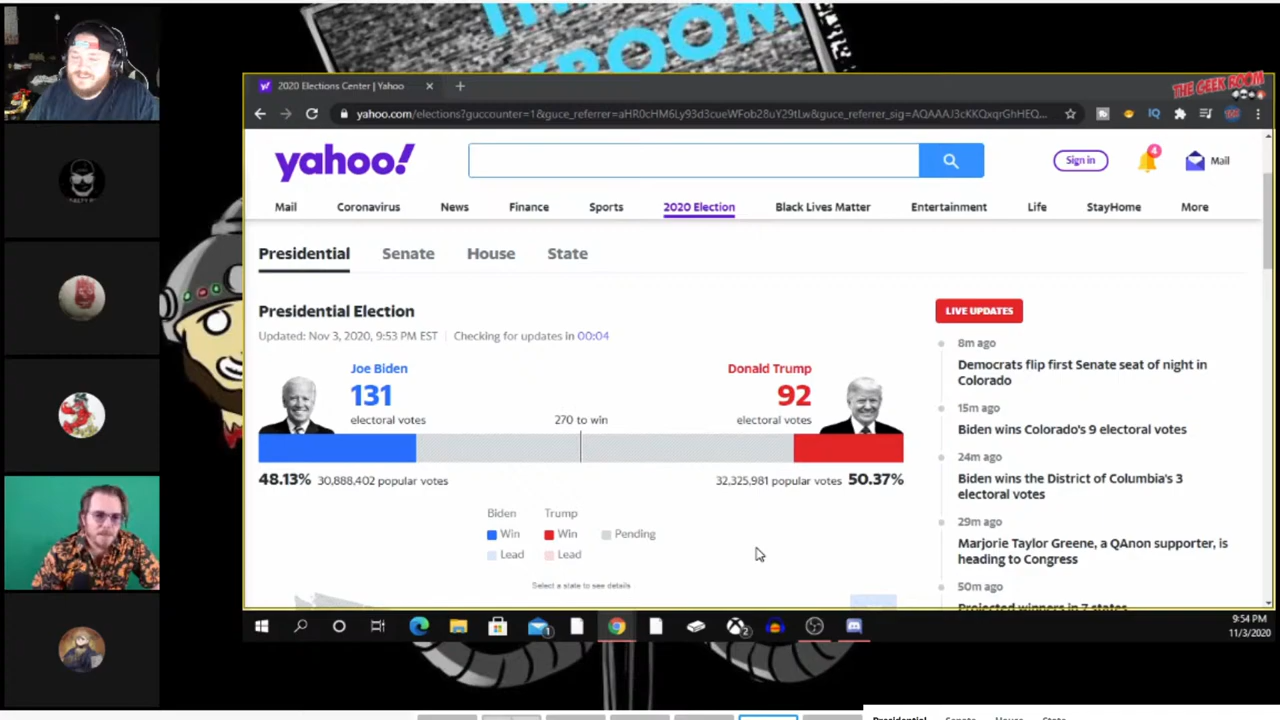 THE GEEK ROOM
2020 Elections Center | Yahoo
yahoo.com/elections?guccounter=1&guce_referrer=aHR0cHM6Ly93d3cueWFob28uY29tLw&guce_referrer_sig=AQAAAJ3cKKQxqrGhHEQ...
yahoo!
Sign in
4
Mail
Mail Coronavirus News Finance Sports 2020 Election Black Lives Matter Entertainment Life StayHome More
Presidential Senate House State
Presidential Election
Updated: Nov 3, 2020, 9:53 PM EST | Checking for updates in 00:04
Joe Biden
131
electoral votes
270 to win
Donald Trump
92
electoral votes
48.13% 30,888,402 popular votes
32,325,981 popular votes 50.37%
Biden Trump
Win Win Pending
Lead Lead
Select a state to see details
LIVE UPDATES
8m ago
Democrats flip first Senate seat of night in
Colorado
15m ago
Biden wins Colorado's 9 electoral votes
24m ago
Biden wins the District of Columbia's 3
electoral votes
29m ago
Marjorie Taylor Greene, a QAnon supporter, is
heading to Congress
50m ago
Projected winners in 7 states
9:54 PM
11/3/2020
Presidential Senate House State